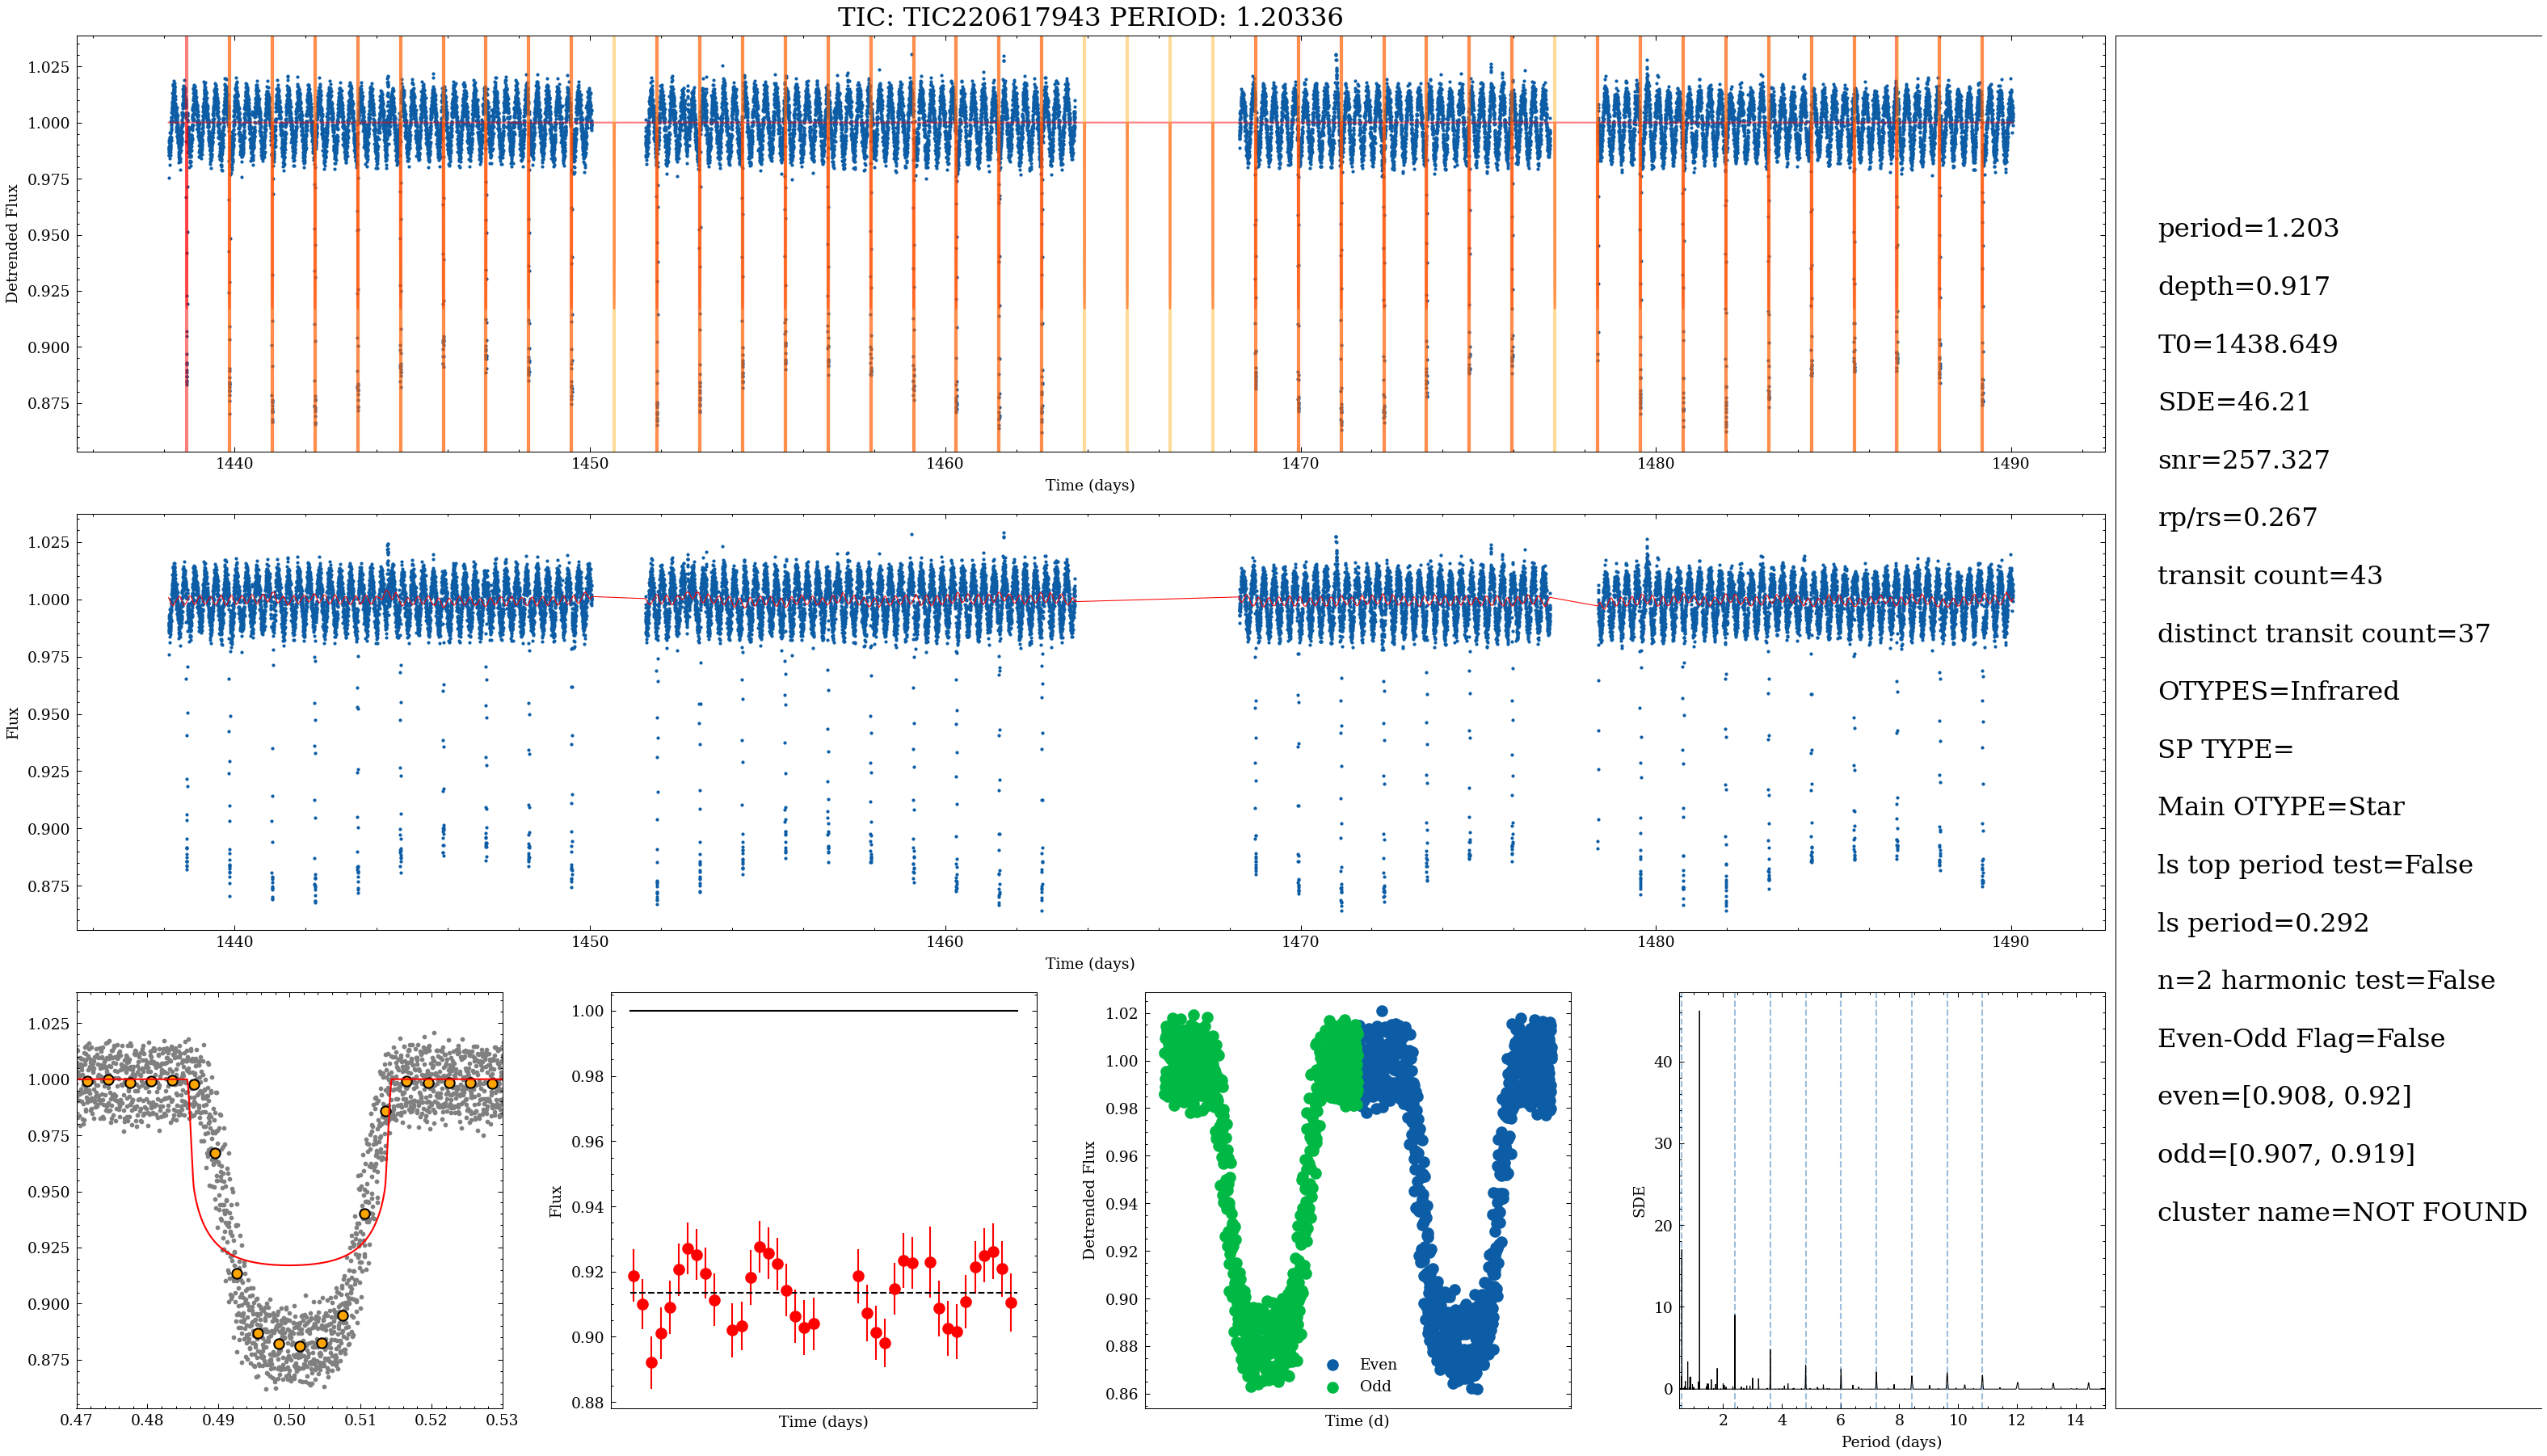 TIC: TIC220617943 PERIOD: 1.20336
Detrended Flux
1.025
1.000
0.975
0.950
0.925
0.900
0.875
1440 1450 1460 1470 1480 1490
Time (days)
Flux
1.025
1.000
0.975
0.950
0.925
0.900
0.875
1440 1450 1460 1470 1480 1490
Time (days)
1.025
1.000
0.975
0.950
0.925
0.900
0.875
0.47 0.48 0.49 0.50 0.51 0.52 0.53
Flux
1.00
0.98
0.96
0.94
0.92
0.90
0.88
Time (days)
Detrended Flux
1.02
1.00
0.98
0.96
0.94
0.92
0.90
0.88
0.86
Even
Odd
Time (d)
SDE
40
30
20
10
0
2 4 6 8 10 12 14
Period (days)
period=1.203
depth=0.917
T0=1438.649
SDE=46.21
snr=257.327
rp/rs=0.267
transit count=43
distinct transit count=37
OTYPES=Infrared
SP TYPE=
Main OTYPE=Star
ls top period test=False
ls period=0.292
n=2 harmonic test=False
Even-Odd Flag=False
even=[0.908, 0.92]
odd=[0.907, 0.919]
cluster name=NOT FOUND